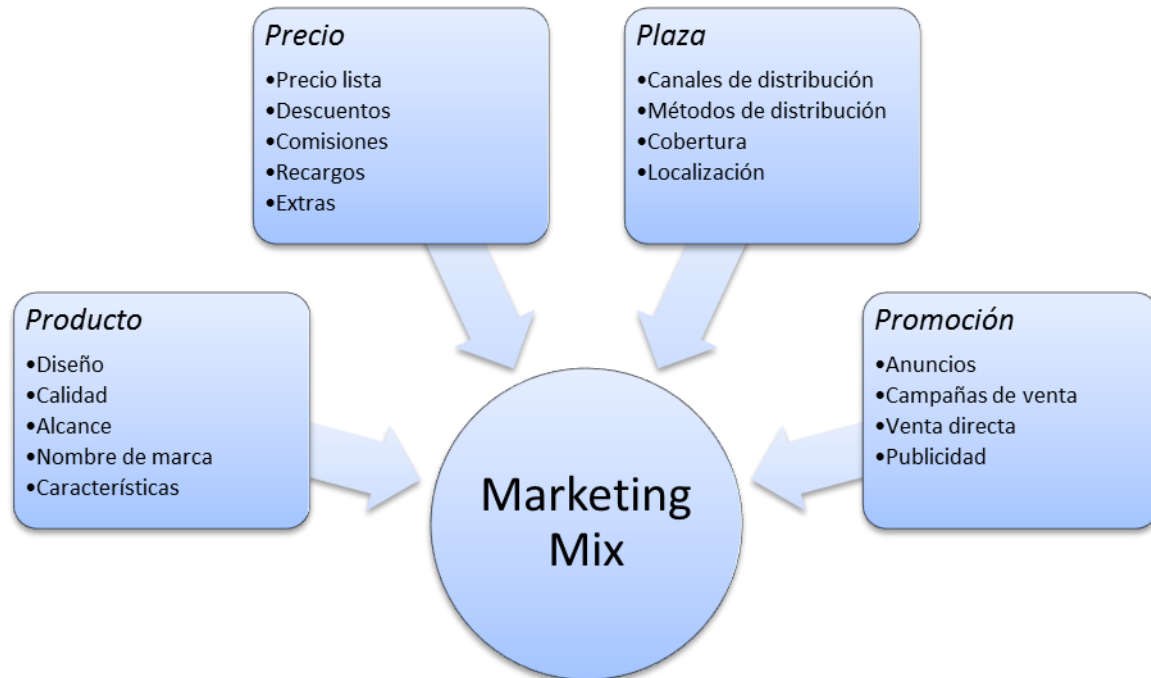 Precio
•Precio lista
•Descuentos
•Comisiones
•Recargos
•Extras
Plaza
•Canales de distribución
•Métodos de distribución
•Cobertura
•Localización
Producto
•Diseño
•Calidad
•Alcance
•Nombre de marca
•Características
Promoción
•Anuncios
•Campañas de venta
•Venta directa
•Publicidad
Marketing
Mix